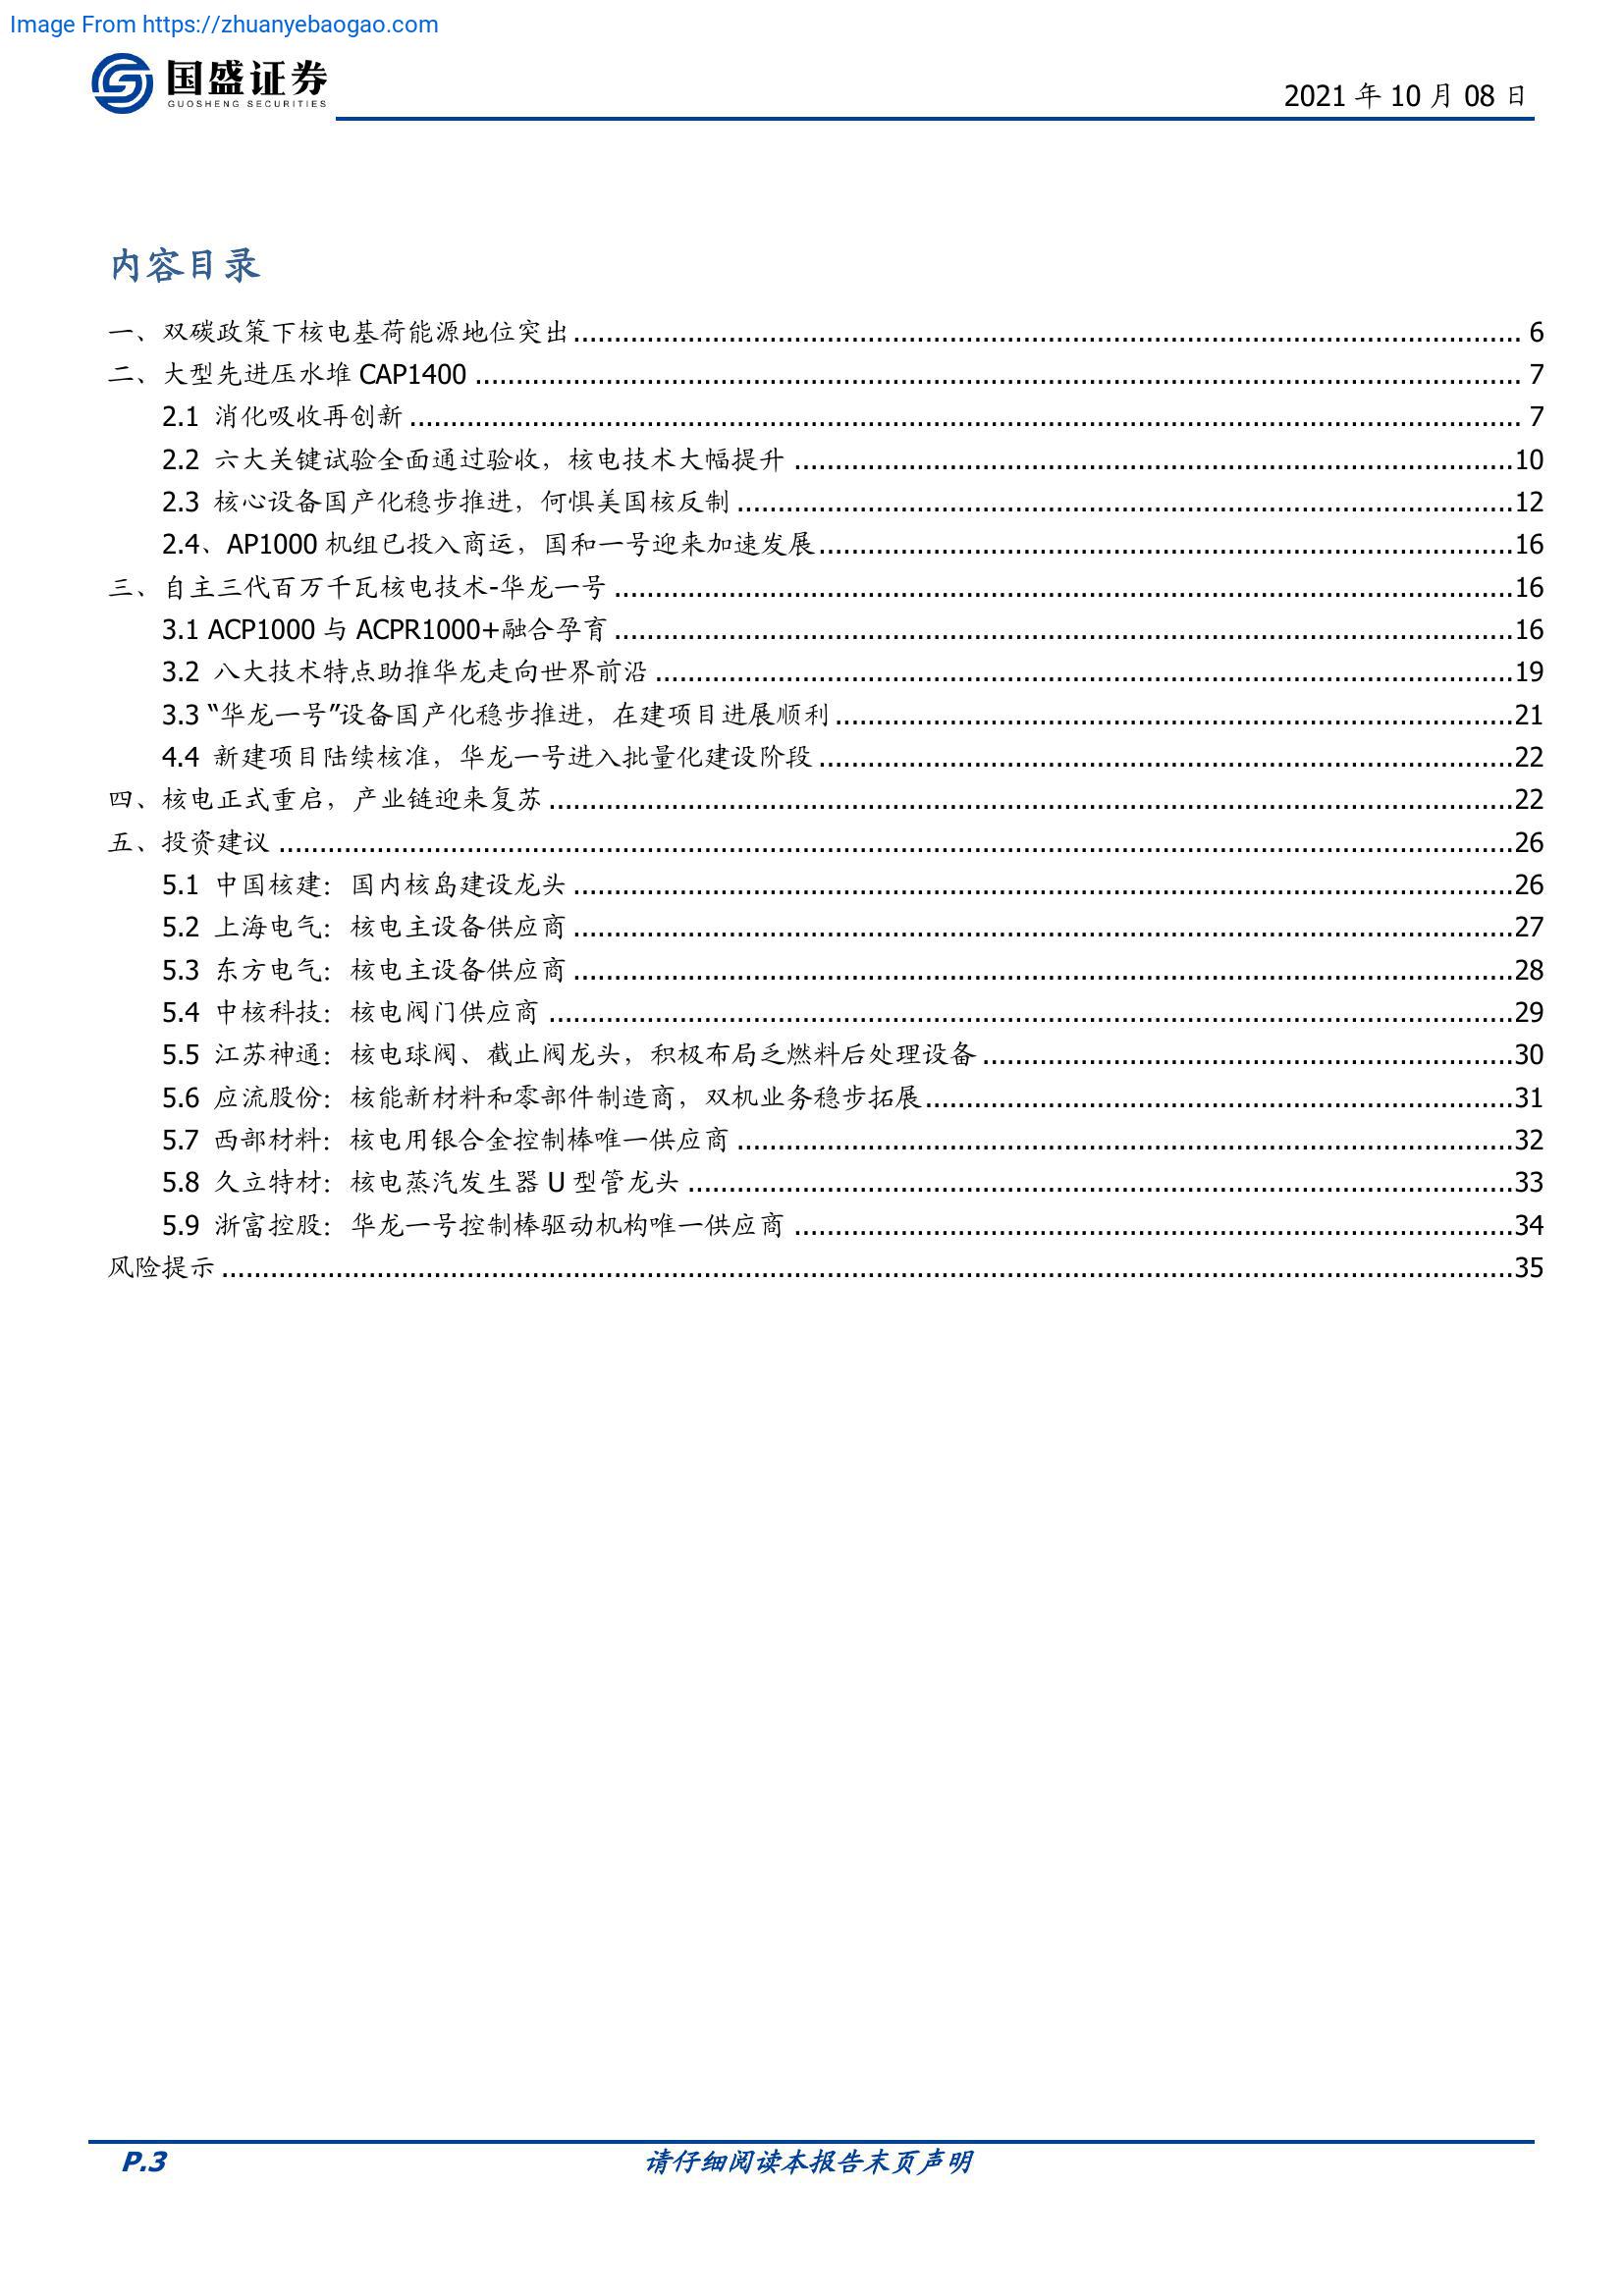 Image From https://zhuanyebaogao.com
国盛证券
GUOSHENG SECURITIES
2021 年 10 月 08 日
内容目录
一、双碳政策下核电基荷能源地位突出 6
二、大型先进压水堆 CAP1400 7
2.1 消化吸收再创新 7
2.2 六大关键试验全面通过验收，核电技术大幅提升 10
2.3 核心设备国产化稳步推进，何惧美国核反制 12
2.4、AP1000 机组已投入商运，国和一号迎来加速发展 16
三、自主三代百万千瓦核电技术-华龙一号 16
3.1 ACP1000 与 ACPR1000+融合孕育 16
3.2 八大技术特点助推华龙走向世界前沿 19
3.3 “华龙一号”设备国产化稳步推进，在建项目进展顺利 21
4.4 新建项目陆续核准，华龙一号进入批量化建设阶段 22
四、核电正式重启，产业链迎来复苏 22
五、投资建议 26
5.1 中国核建：国内核岛建设龙头 26
5.2 上海电气：核电主设备供应商 27
5.3 东方电气：核电主设备供应商 28
5.4 中核科技：核电阀门供应商 29
5.5 江苏神通：核电球阀、截止阀龙头，积极布局乏燃料后处理设备 30
5.6 应流股份：核能新材料和零部件制造商，双机业务稳步拓展 31
5.7 西部材料：核电用银合金控制棒唯一供应商 32
5.8 久立特材：核电蒸汽发生器 U 型管龙头 33
5.9 浙富控股：华龙一号控制棒驱动机构唯一供应商 34
风险提示 35
P.3
请仔细阅读本报告末页声明